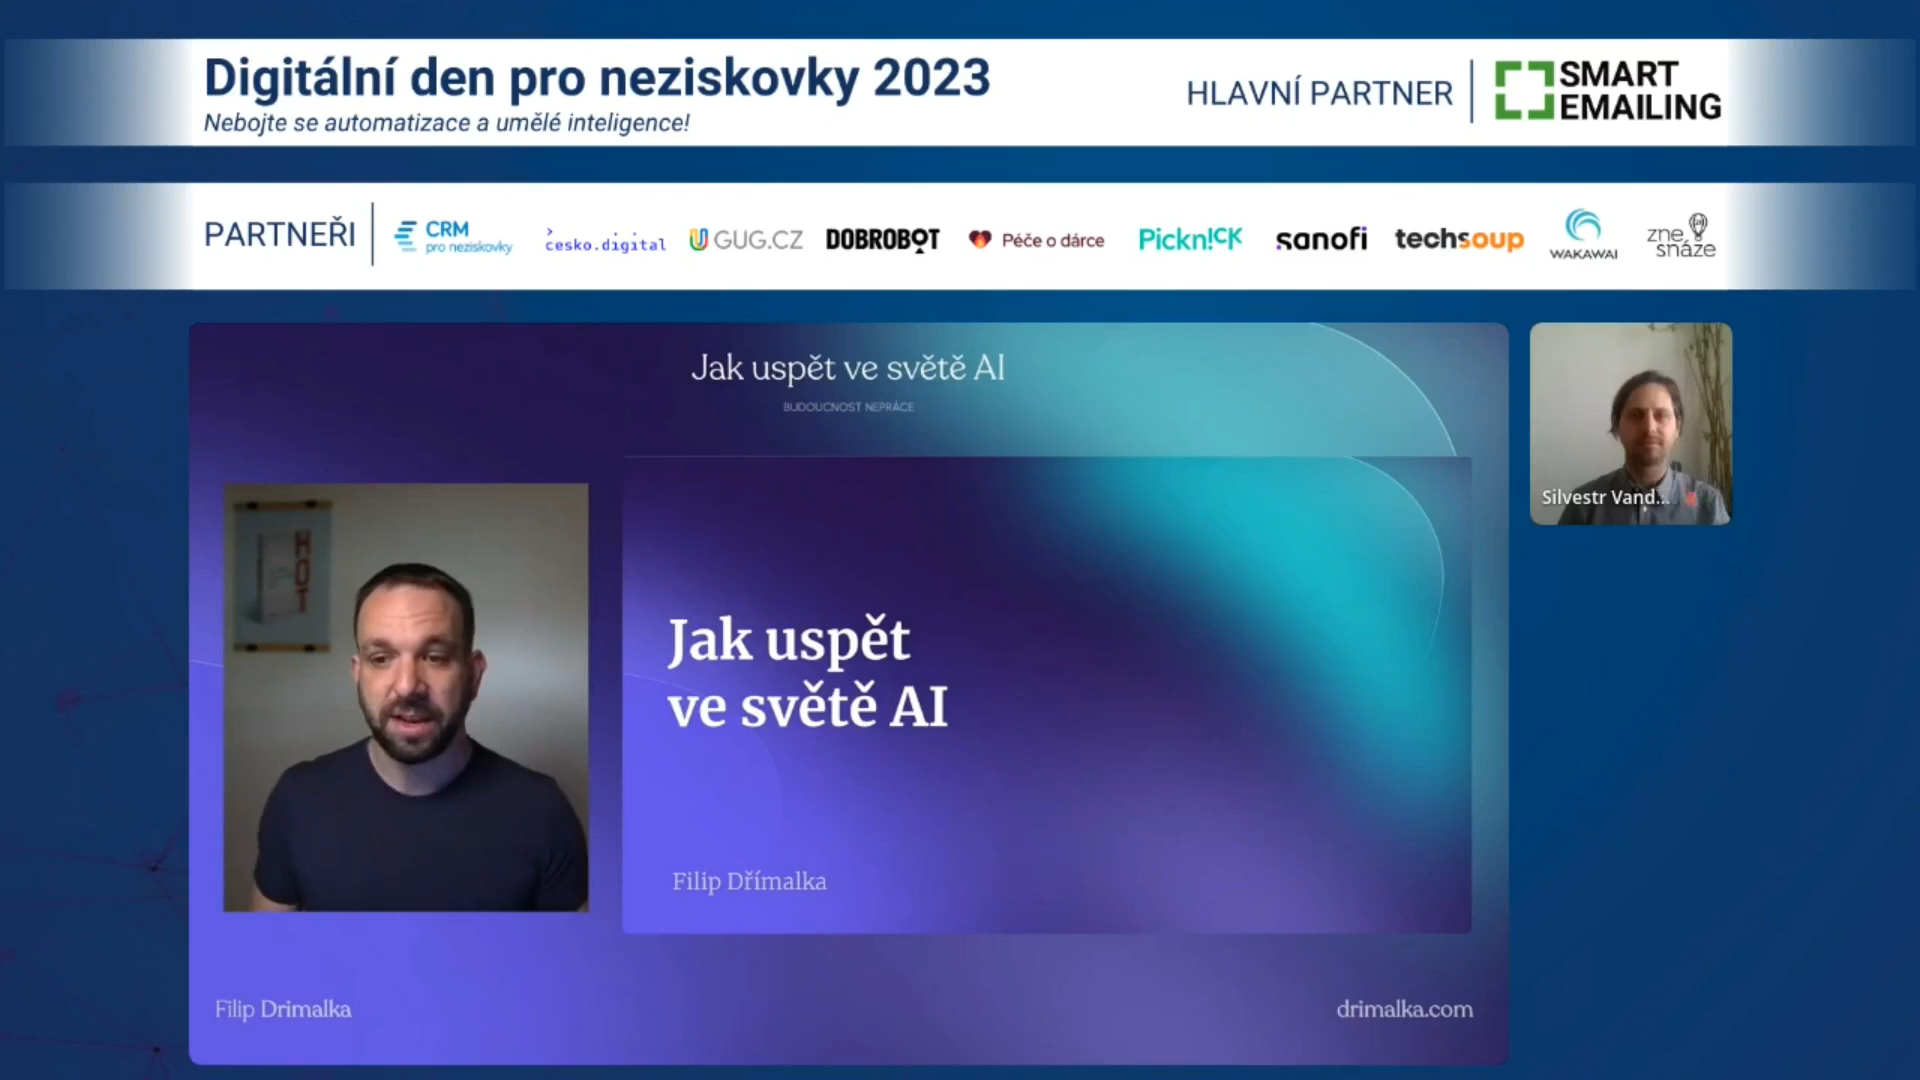 Digitální den pro neziskovky 2023
Nebojte se automatizace a umělé inteligence!
HLAVNÍ PARTNER
SMART
EMAILING
PARTNEŘI
CRM
pro neziskovky
cesko.digital
GUG.CZ
DOBROBOT
Péče o dárce
Pickn!CK
sanofi
techsoup
WAKAWAI
zne
snáze
Jak uspět ve světě AI
BUDOUCNOST NEPRÁCE
Silvestr Vand...
HOT
Jak uspět
ve světě AI
Filip Dřímalka
Filip Drimalka
drimalka.com